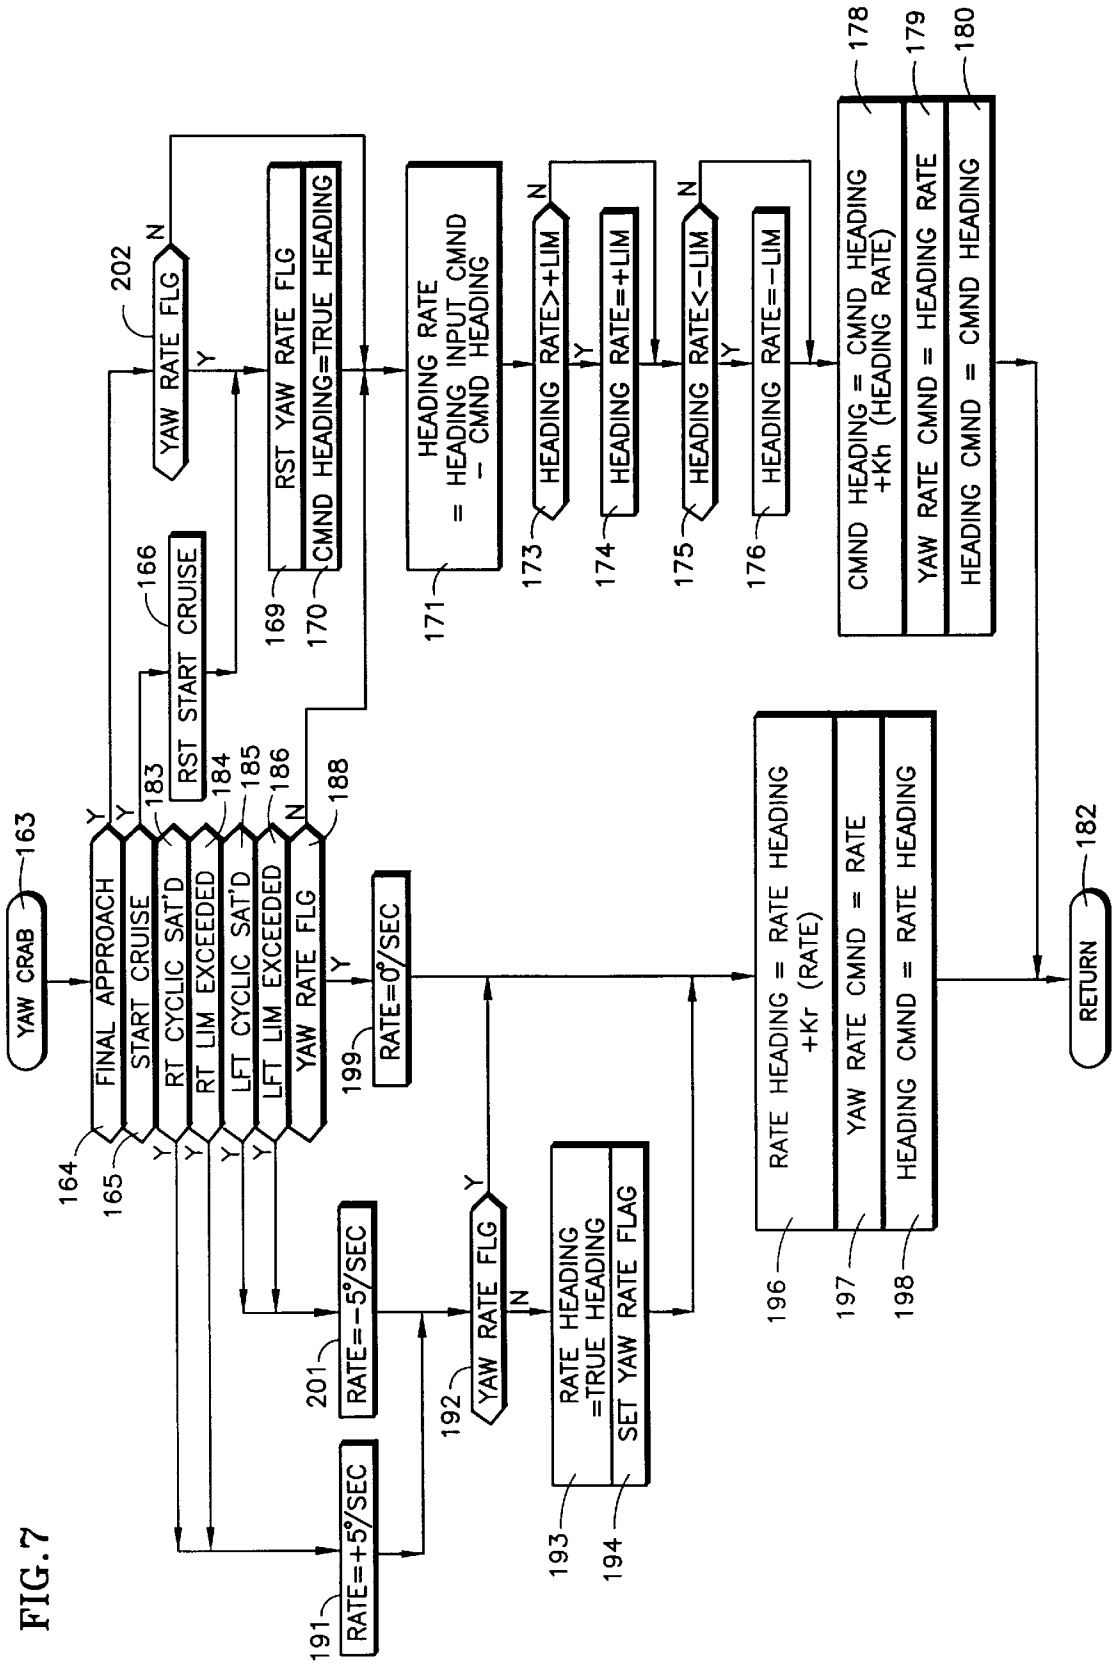 FIG.7
YAW CRAB
163
164
FINAL APPROACH
Y
165
START CRUISE
Y
RT CYCLIC SAT'D
183
Y
RT LIM EXCEEDED
184
Y
LFT CYCLIC SAT'D
185
Y
LFT LIM EXCEEDED
186
Y
YAW RATE FLG
188
N
Y
166
RST START CRUISE
202
YAW RATE FLG
N
Y
169
RST YAW RATE FLG
170
CMND HEADING=TRUE HEADING
191
RATE=+5°/SEC
201
RATE=-5°/SEC
199
RATE=0°/SEC
171
HEADING RATE
= HEADING INPUT CMND
- CMND HEADING
192
YAW RATE FLG
Y
N
173
HEADING RATE>+LIM
N
Y
174
HEADING RATE=+LIM
193
RATE HEADING
=TRUE HEADING
194
SET YAW RATE FLAG
175
HEADING RATE<-LIM
N
Y
176
HEADING RATE=-LIM
196
RATE HEADING = RATE HEADING
+Kr (RATE)
197
YAW RATE CMND = RATE
198
HEADING CMND = RATE HEADING
CMND HEADING = CMND HEADING
+Kh (HEADING RATE)
178
YAW RATE CMND = HEADING RATE
179
HEADING CMND = CMND HEADING
180
RETURN
182